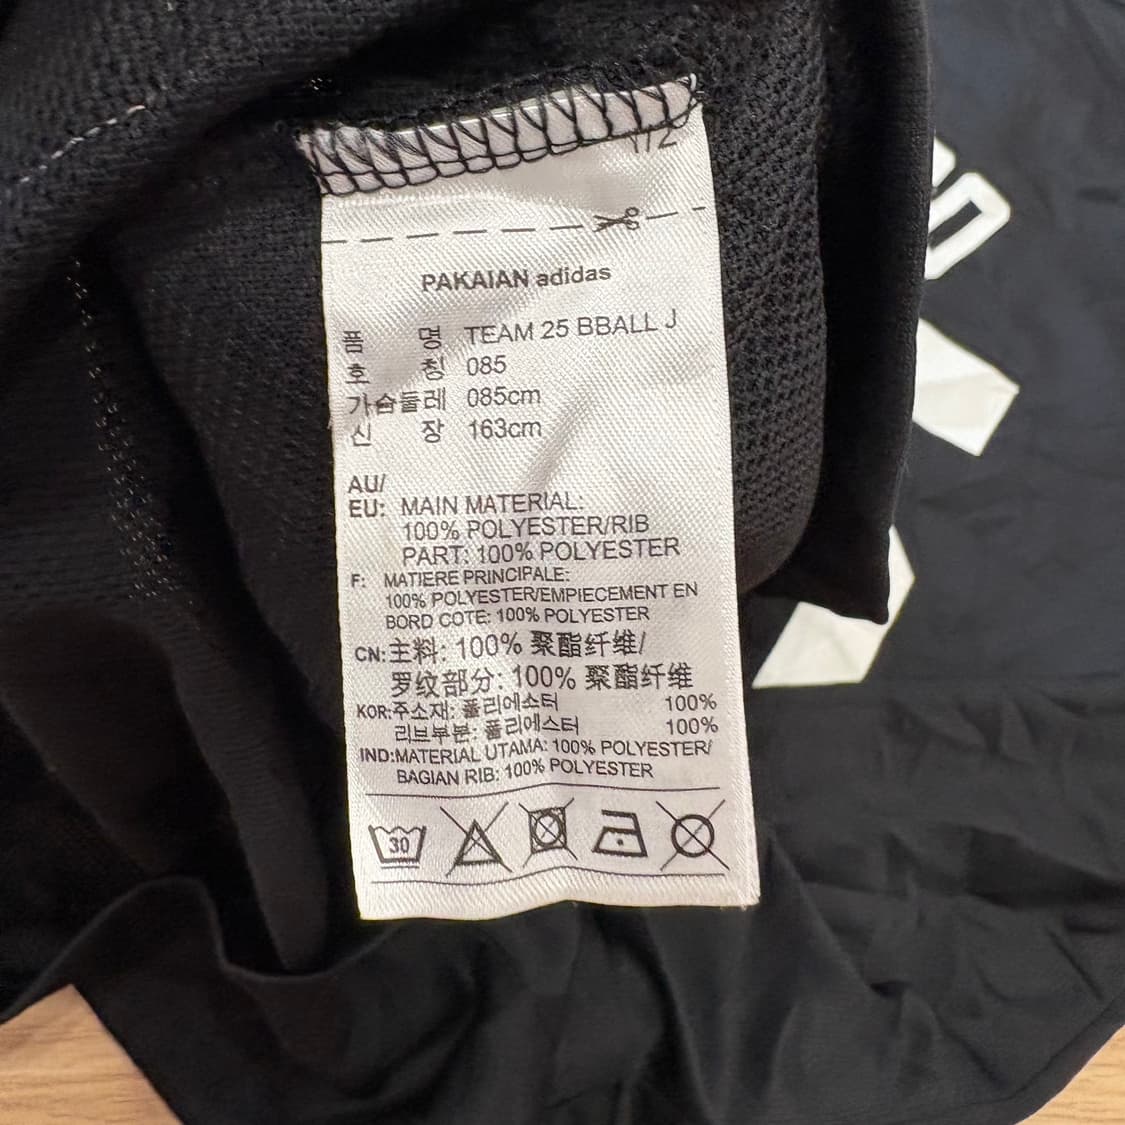 1/2
PAKAIAN adidas
품 명 TEAM 25 BBALL J
호 칭 085
가슴둘레 085cm
신 장 163cm
AU/
EU: MAIN MATERIAL:
100% POLYESTER/RIB
PART: 100% POLYESTER
F: MATIERE PRINCIPALE:
100% POLYESTER/EMPIECEMENT EN
BORD COTE: 100% POLYESTER
CN:主料: 100% 聚酯纤维/
罗纹部分: 100% 聚酯纤维
KOR:주소재: 폴리에스터 100%
리브부분: 폴리에스터 100%
IND:MATERIAL UTAMA: 100% POLYESTER/
BAGIAN RIB: 100% POLYESTER
30